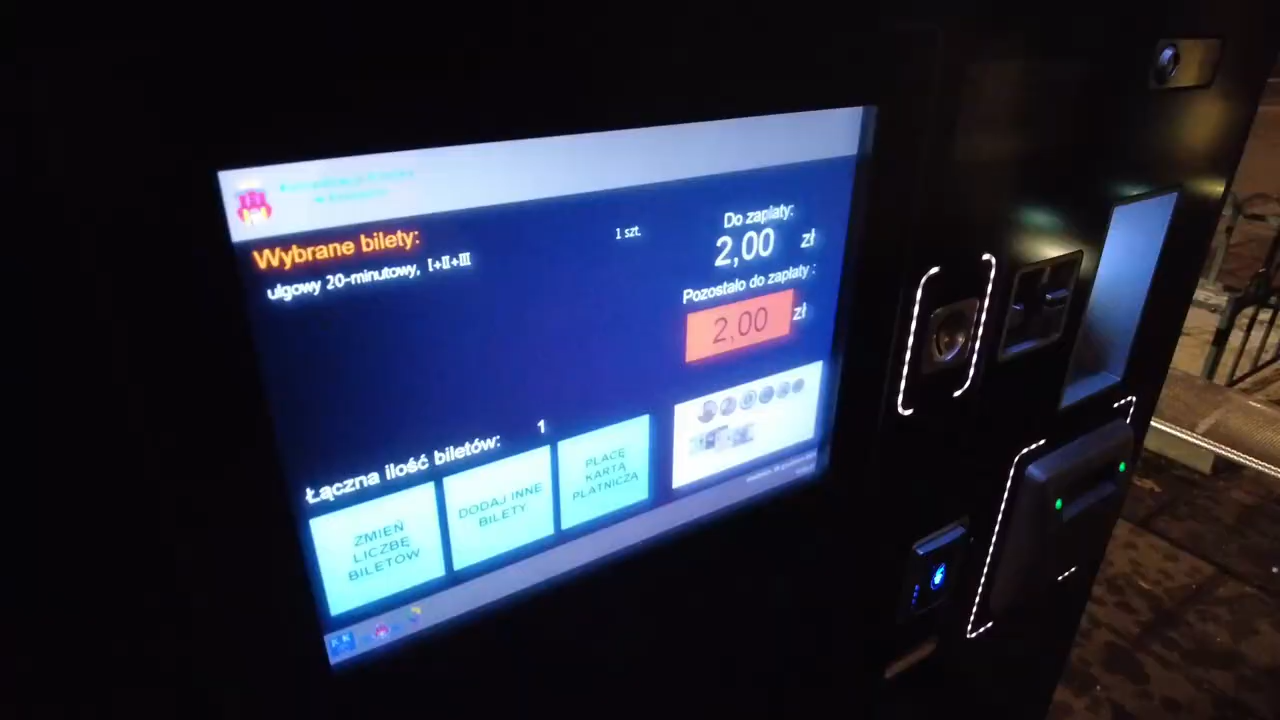 Wybrane bilety:
ulgowy 20-minutowy, I+II+III
1 szt.
Do zapłaty:
2,00 zł
Pozostało do zapłaty :
2,00 zł
Łączna ilość biletów: 1
ZMIEŃ
LICZBĘ
BILETÓW
DODAJ INNE
BILETY
PŁACĘ
KARTĄ
PŁATNICZĄ